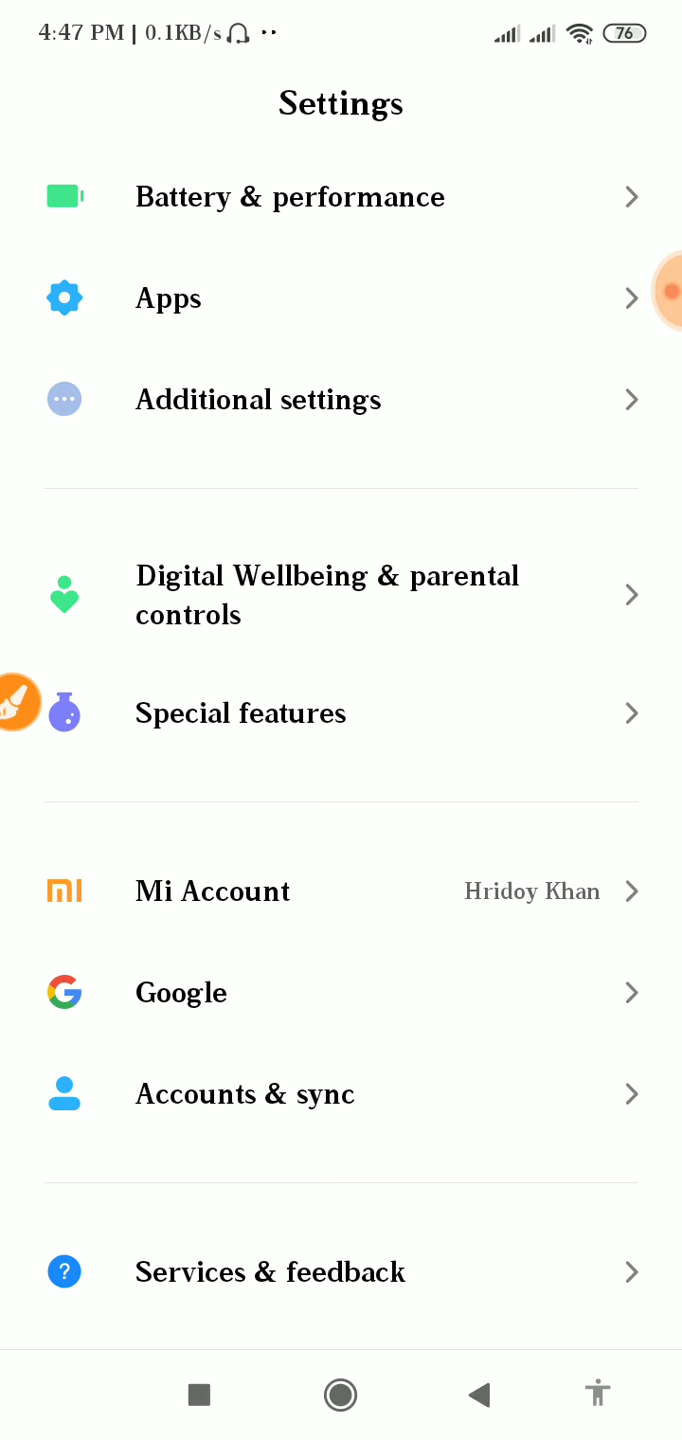 4:47 PM | 0.1KB/s 76
Settings
Battery & performance
Apps
Additional settings
Digital Wellbeing & parental
controls
Special features
Mi Account Hridoy Khan
Google
Accounts & sync
Services & feedback